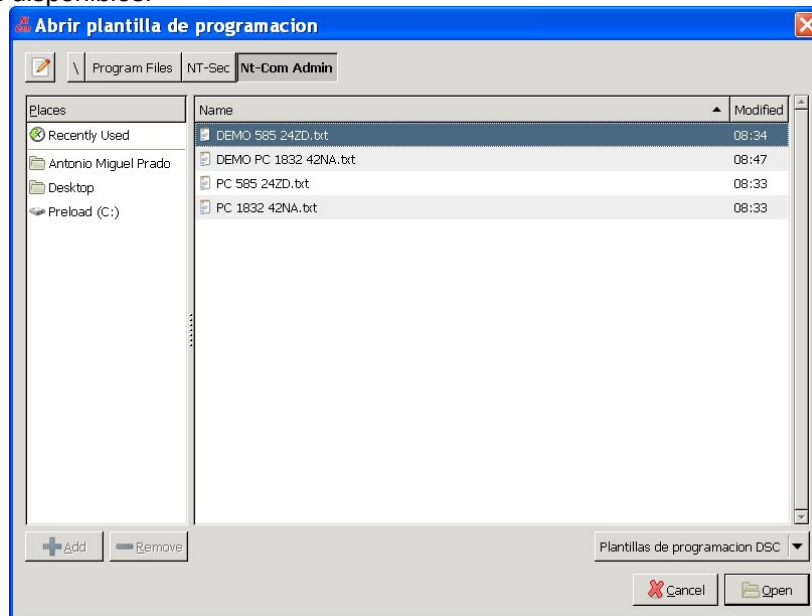 disponibles.
Abrir plantilla de programacion
\ Program Files NT-Sec Nt-Com Admin
Places Name Modified
Recently Used DEMO 585 24ZD.txt 08:34
Antonio Miguel Prado DEMO PC 1832 42NA.txt 08:47
Desktop PC 585 24ZD.txt 08:33
Preload (C:) PC 1832 42NA.txt 08:33
Add Remove Plantillas de programacion DSC
Cancel Open